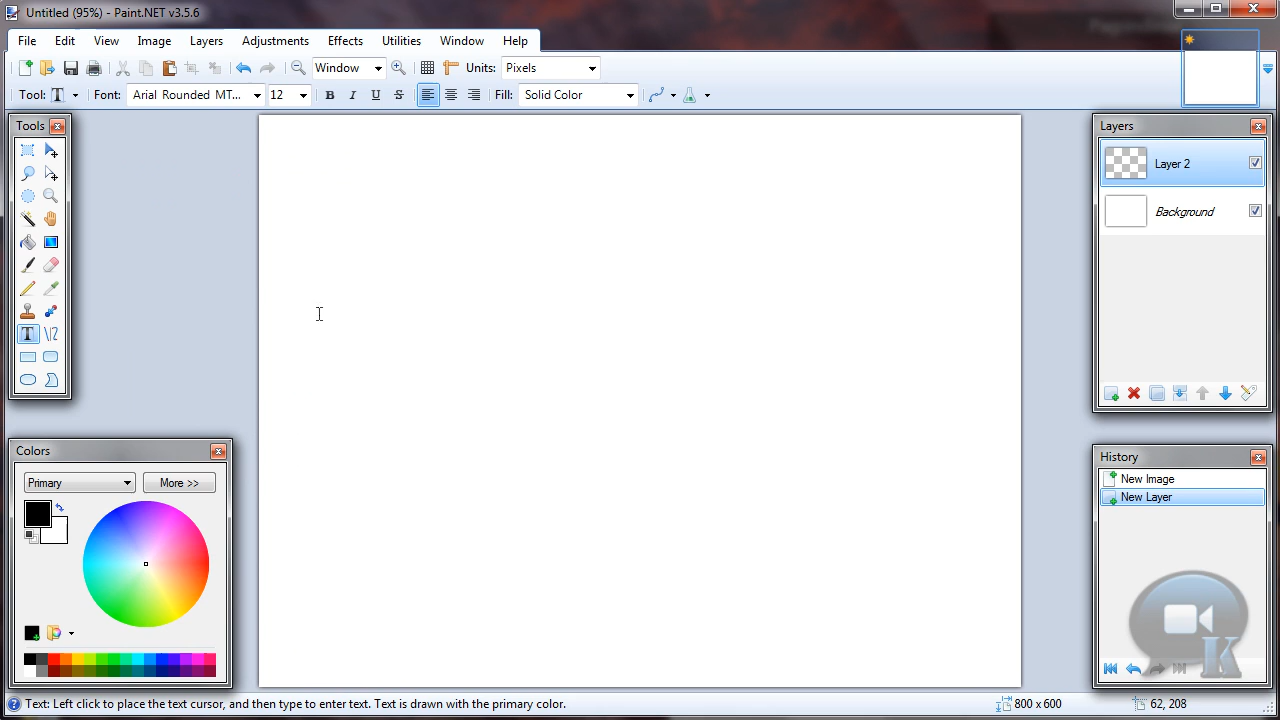 Untitled (95%) - Paint.NET v3.5.6
File Edit View Image Layers Adjustments Effects Utilities Window Help
Window Units: Pixels
Tool: T Font: Arial Rounded MT... 12 B I U S Fill: Solid Color
Tools
Layers
Layer 2
Background
Colors
Primary More >>
History
New Image
New Layer
K
Text: Left click to place the text cursor, and then type to enter text. Text is drawn with the primary color. 800 x 600 62, 208